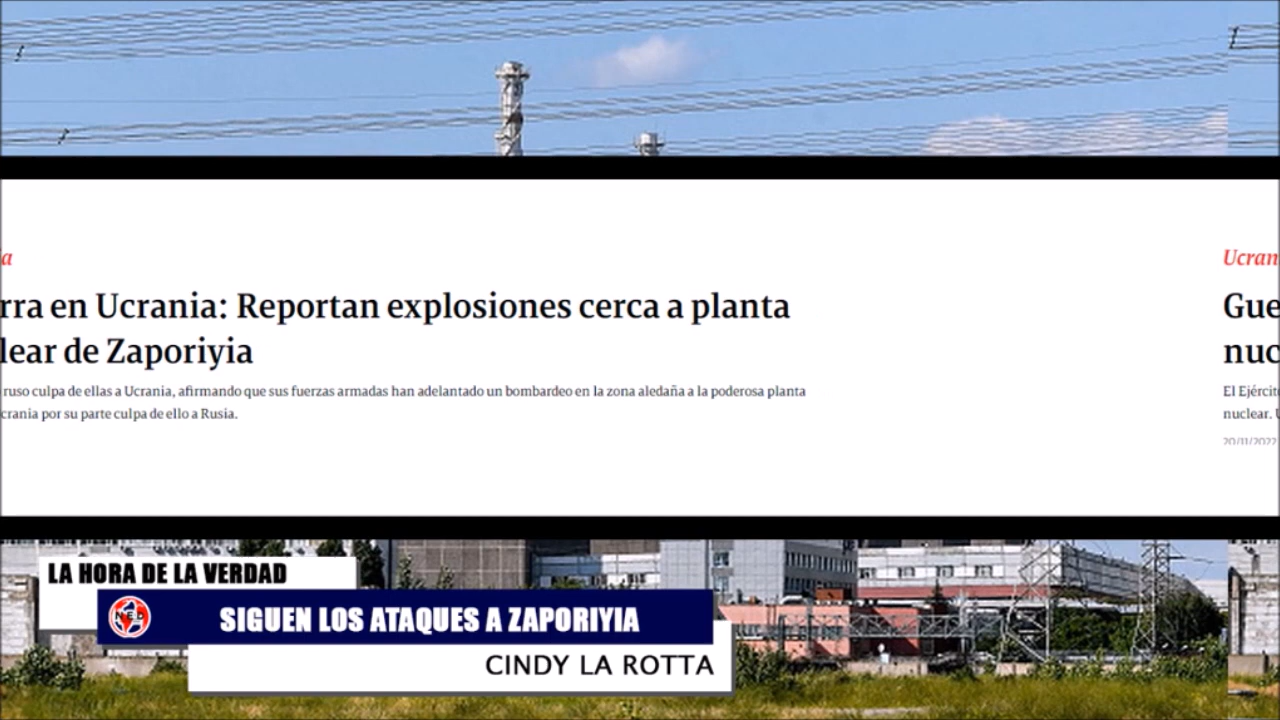 a
rra en Ucrania: Reportan explosiones cerca a planta
lear de Zaporiyia
ruso culpa de ellas a Ucrania, afirmando que sus fuerzas armadas han adelantado un bombardeo en la zona aledaña a la poderosa planta
crania por su parte culpa de ello a Rusia.
Ucran
Gue
nuc
El Ejércit
nuclear. U
20/11/2022
LA HORA DE LA VERDAD
SIGUEN LOS ATAQUES A ZAPORIYIA
CINDY LA ROTTA